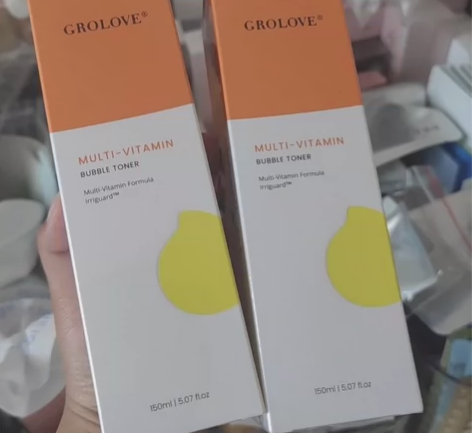 GROLOVE®
MULTI-VITAMIN
BUBBLE TONER
Multi-Vitamin Formula
Irriguard™
150ml | 5.07 fl.oz
GROLOVE®
MULTI-VITAMIN
BUBBLE TONER
Multi-Vitamin Formula
Irriguard™
150ml | 5.07 fl.oz